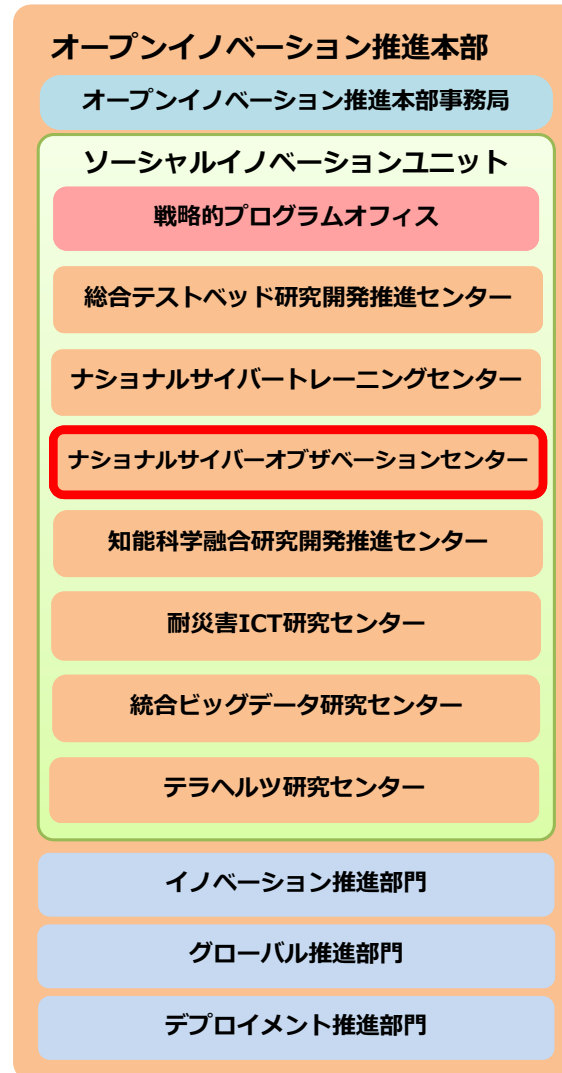 オープンイノベーション推進本部
オープンイノベーション推進本部事務局
ソーシャルイノベーションユニット
戦略的プログラムオフィス
総合テストベッド研究開発推進センター
ナショナルサイバートレーニングセンター
ナショナルサイバーオブザベーションセンター
知能科学融合研究開発推進センター
耐災害ICT研究センター
統合ビッグデータ研究センター
テラヘルツ研究センター
イノベーション推進部門
グローバル推進部門
デプロイメント推進部門